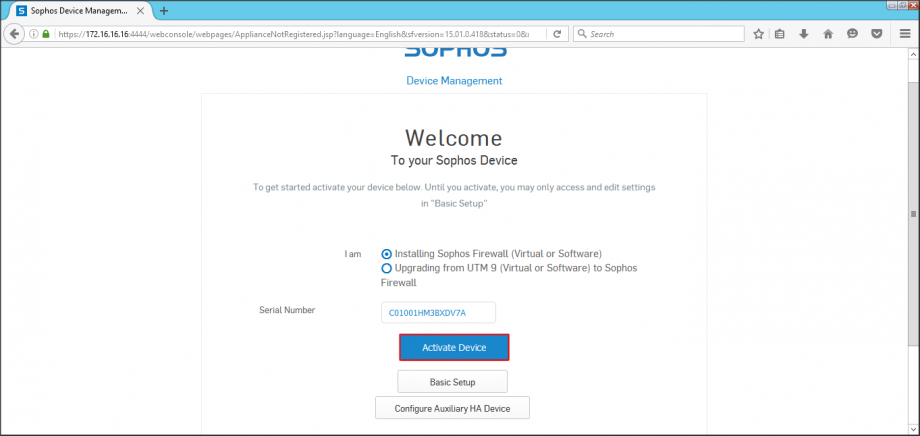 Sophos Device Managem...
https://172.16.16.16:4444/webconsole/webpages/ApplianceNotRegistered.jsp?language=English&sfversion=15.01.0.418&status=0&
Search
SOPHOS
Device Management
Welcome
To your Sophos Device
To get started activate your device below. Until you activate, you may only access and edit settings
in "Basic Setup"
I am
Installing Sophos Firewall (Virtual or Software)
Upgrading from UTM 9 (Virtual or Software) to Sophos
Firewall
Serial Number
C01001HM3BXDV7A
Activate Device
Basic Setup
Configure Auxiliary HA Device